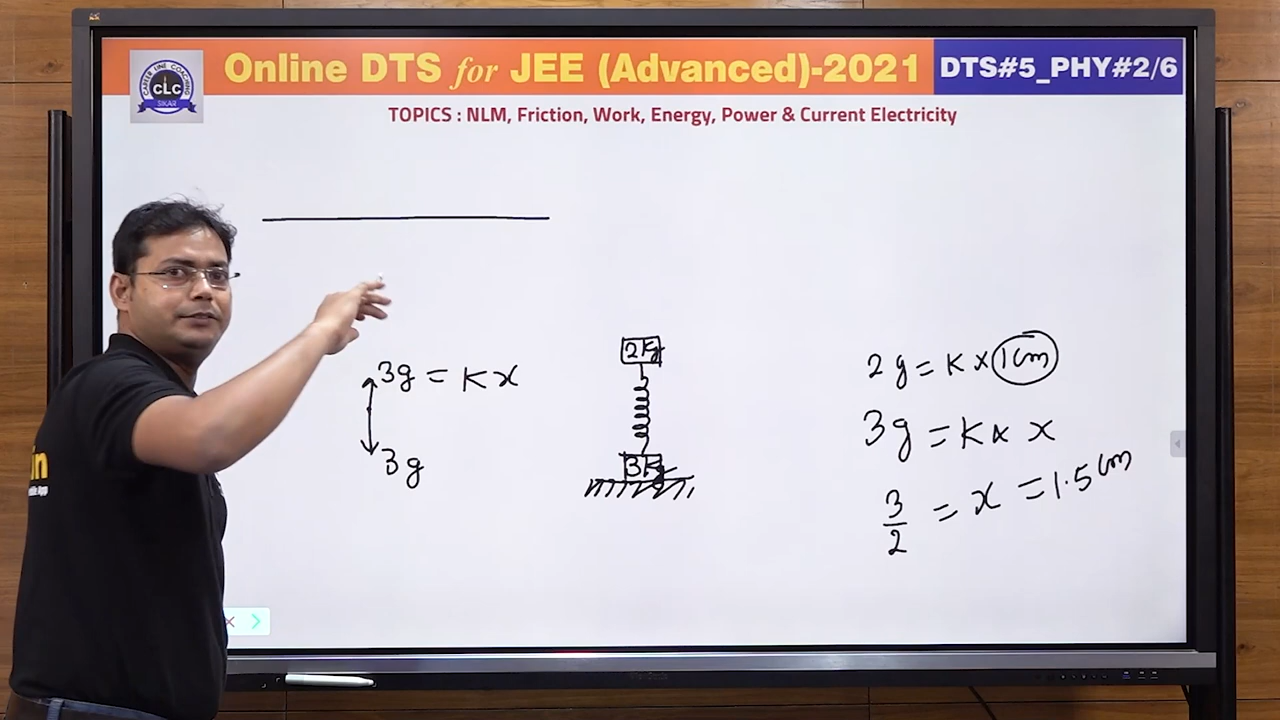 Online DTS for JEE (Advanced)-2021
DTS#5_PHY#2/6
CAREER LINE COACHING
CLC
SIKAR
TOPICS : NLM, Friction, Work, Energy, Power & Current Electricity
2kg
2g = K x 1cm
3g = Kx
3g = K x x
3g
3kg
3/2 = x = 1.5cm
in